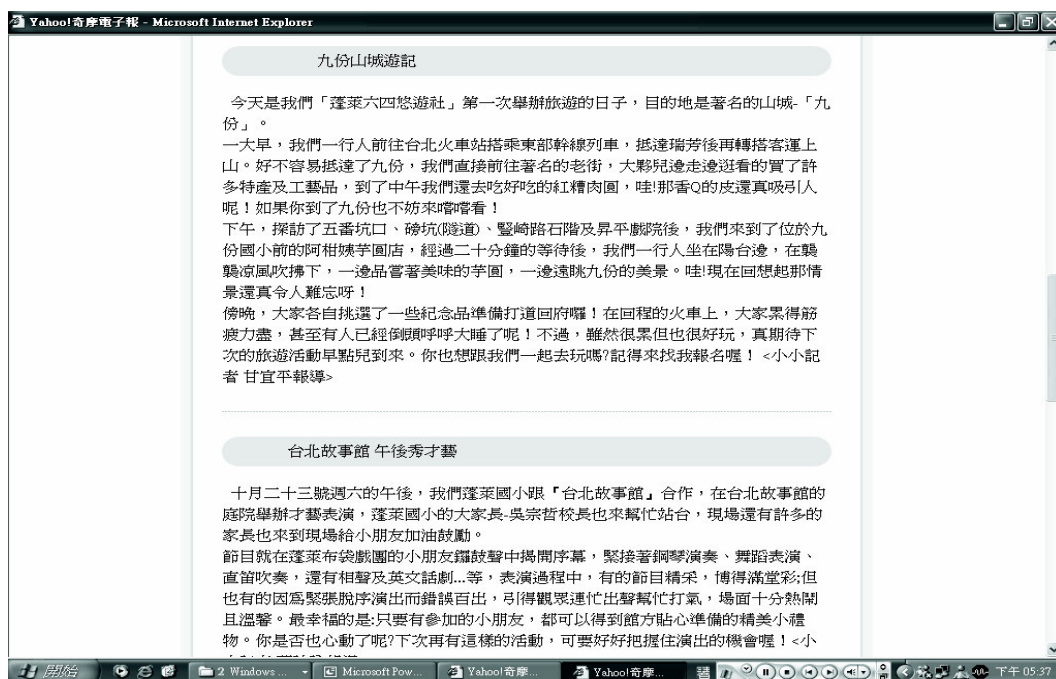 Yahoo!奇摩電子報 - Microsoft Internet Explorer
九份山城遊記
今天是我們「蓬萊六四悠遊社」第一次舉辦旅遊的日子，目的地是著名的山城-「九
份」。
一大早，我們一行人前往台北火車站搭乘東部幹線列車，抵達瑞芳後再轉搭客運上
山。好不容易抵達了九份，我們直接前往著名的老街，大夥兒邊走邊逛看的買了許
多特產及工藝品，到了中午我們還去吃好吃的紅糟肉圓，哇!那香Q的皮還真吸引人
呢！如果你到了九份也不妨來嚐嚐看！
下午，探訪了五番坑口、磅坑(隧道)、豎崎路石階及昇平戲院後，我們來到了位於九
份國小前的阿柑姨芋圓店，經過二十分鐘的等待後，我們一行人坐在陽台邊，在襲
襲凉風吹拂下，一邊品嘗著美味的芋圓，一邊遠眺九份的美景。哇!現在回想起那情
景還真令人難忘呀！
傍晚，大家各自挑選了一些紀念品準備打道回府囉！在回程的火車上，大家累得筋
疲力盡，甚至有人已經倒頭呼呼大睡了呢！不過，雖然很累但也很好玩，真期待下
次的旅遊活動早點兒到來。你也想跟我們一起去玩嗎?記得來找我報名喔！ <小小記
者 甘宜平報導>
台北故事館 午後秀才藝
十月二十三號週六的午後，我們蓬萊國小跟『台北故事館』合作，在台北故事館的
庭院舉辦才藝表演，蓬萊國小的大家長-吳宗哲校長也來幫忙站台，現場還有許多的
家長也來到現場給小朋友加油鼓勵。
節目就在蓬萊布袋戲團的小朋友鑼鼓聲中揭開序幕，緊接著鋼琴演奏、舞蹈表演、
直笛吹奏，還有相聲及英文話劇...等，表演過程中，有的節目精采，博得滿堂彩;但
也有的因為緊張脫序演出而錯誤百出，引得觀眾連忙出聲幫忙打氣，場面十分熱鬧
且溫馨。最幸福的是:只要有參加的小朋友，都可以得到館方貼心準備的精美小禮
物。你是否也心動了呢?下次再有這樣的活動，可要好好把握住演出的機會喔！<小
開始 2 Windows ... Microsoft Pow... Yahoo!奇摩... Yahoo!奇摩... 下午 05:37